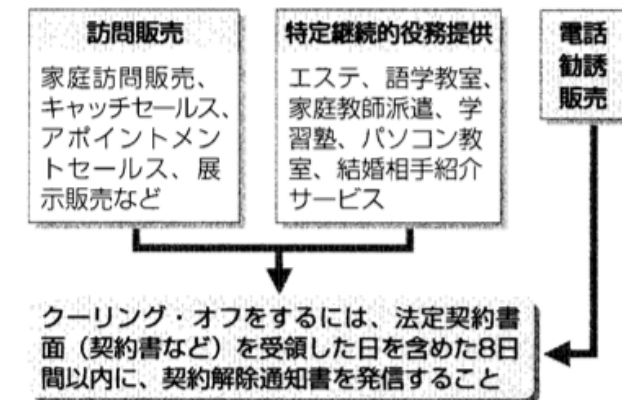 訪問販売
家庭訪問販売、
キャッチセールス、
アポイントメン
トセールス、展
示販売など
特定継続的役務提供
エステ、語学教室、
家庭教師派遣、学
習塾、パソコン教
室、結婚相手紹介
サービス
電話
勧誘
販売
クーリング・オフをするには、法定契約書
面（契約書など）を受領した日を含めた8日
間以内に、契約解除通知書を発信すること